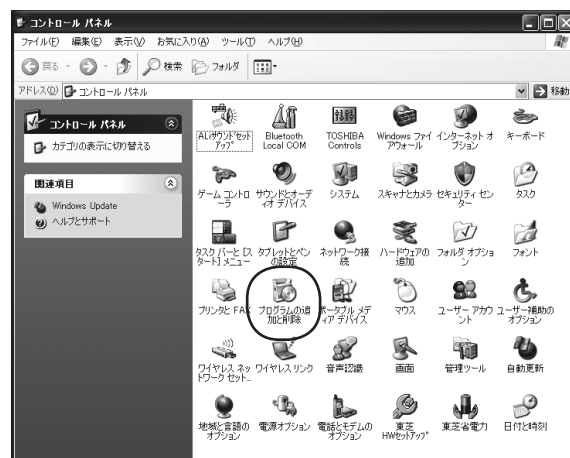 コントロール パネル
ファイル(F) 編集(E) 表示(V) お気に入り(A) ツール(T) ヘルプ(H)
戻る 検索 フォルダ
アドレス(D) コントロール パネル 移動
コントロール パネル
カテゴリの表示に切り替える
関連項目
Windows Update
ヘルプとサポート
ALiサウンドセット
アップ
Bluetooth
Local COM
TOSHIBA
Controls
Windows ファイ
アウォール
インターネット オ
プション
キーボード
ゲーム コントロ
ーラ
サウンドとオーデ
ィオ デバイス
システム
スキャナとカメラ
セキュリティ セン
ター
タスク
タスク バーと [ス
タート] メニュー
タブレットとペン
の設定
ネットワーク接
続
ハードウェアの
追加
フォルダ オプショ
ン
フォント
プリンタと FAX
プログラムの追
加と削除
ポータブル メデ
ィア デバイス
マウス
ユーザー アカウ
ント
ユーザー補助の
オプション
ワイヤレス ネッ
トワーク セット...
ワイヤレス リンク
音声認識
画面
管理ツール
自動更新
地域と言語の
オプション
電源オプション
電話とモデムの
オプション
東芝
HWセットアップ
東芝省電力
日付と時刻